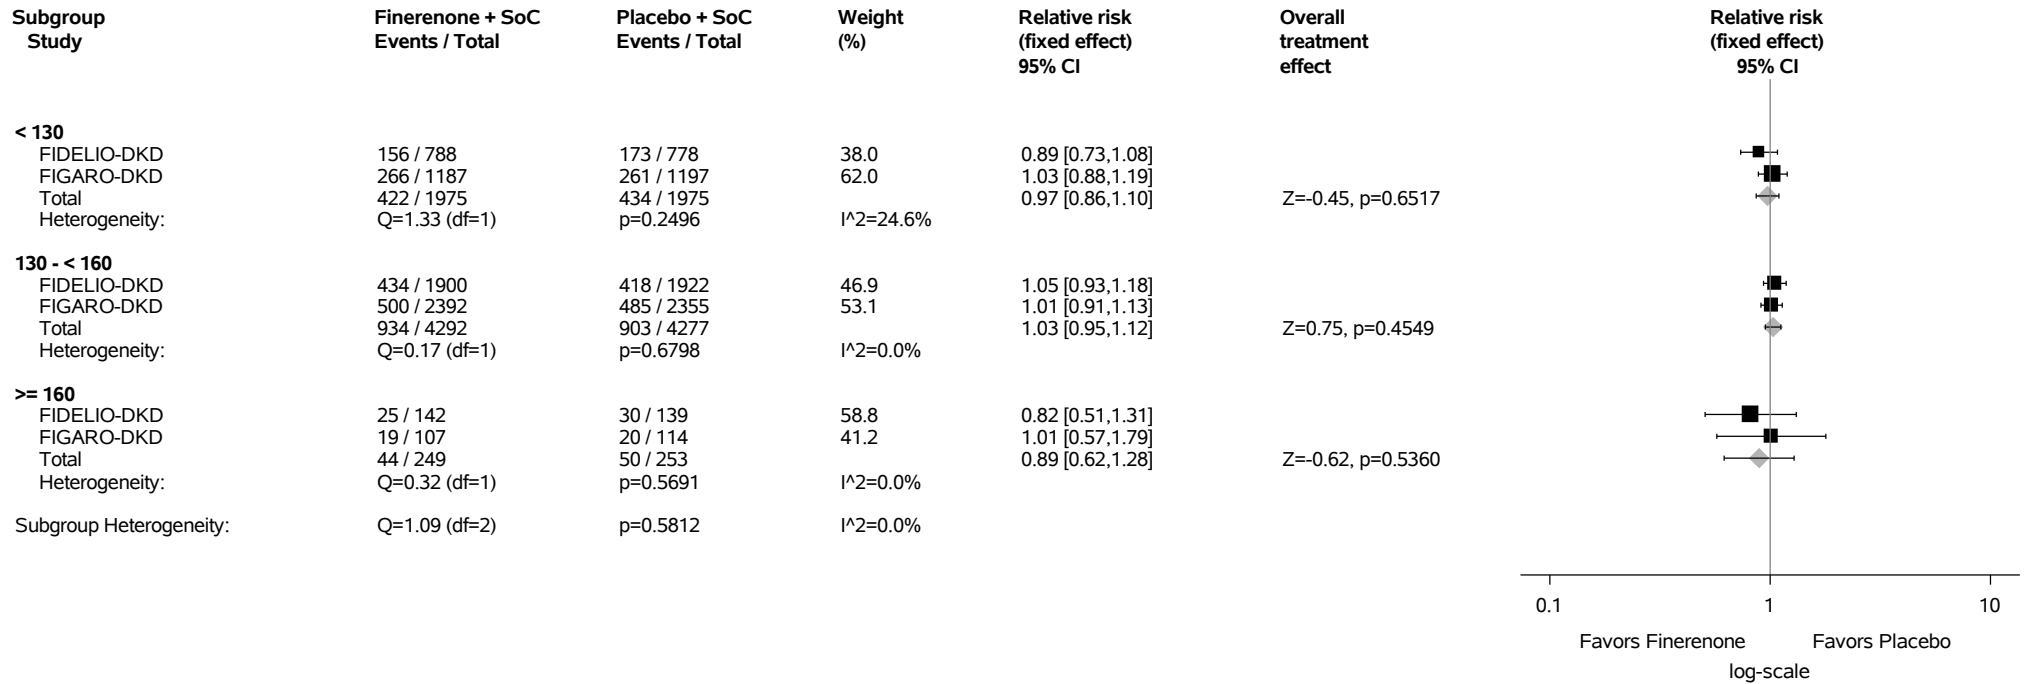 Subgroup Finerenone + SoC Placebo + SoC Weight Relative risk Overall Relative risk
Study Events / Total Events / Total (%) (fixed effect) treatment (fixed effect)
95% CI effect 95% CI
< 130
FIDELIO-DKD 156 / 788 173 / 778 38.0 0.89 [0.73,1.08]
FIGARO-DKD 266 / 1187 261 / 1197 62.0 1.03 [0.88,1.19]
Total 422 / 1975 434 / 1975 0.97 [0.86,1.10] Z=-0.45, p=0.6517
Heterogeneity: Q=1.33 (df=1) p=0.2496 I^2=24.6%
130 - < 160
FIDELIO-DKD 434 / 1900 418 / 1922 46.9 1.05 [0.93,1.18]
FIGARO-DKD 500 / 2392 485 / 2355 53.1 1.01 [0.91,1.13]
Total 934 / 4292 903 / 4277 1.03 [0.95,1.12] Z=0.75, p=0.4549
Heterogeneity: Q=0.17 (df=1) p=0.6798 I^2=0.0%
>= 160
FIDELIO-DKD 25 / 142 30 / 139 58.8 0.82 [0.51,1.31]
FIGARO-DKD 19 / 107 20 / 114 41.2 1.01 [0.57,1.79]
Total 44 / 249 50 / 253 0.89 [0.62,1.28] Z=-0.62, p=0.5360
Heterogeneity: Q=0.32 (df=1) p=0.5691 I^2=0.0%
Subgroup Heterogeneity: Q=1.09 (df=2) p=0.5812 I^2=0.0%
0.1 1 10
Favors Finerenone Favors Placebo
log-scale